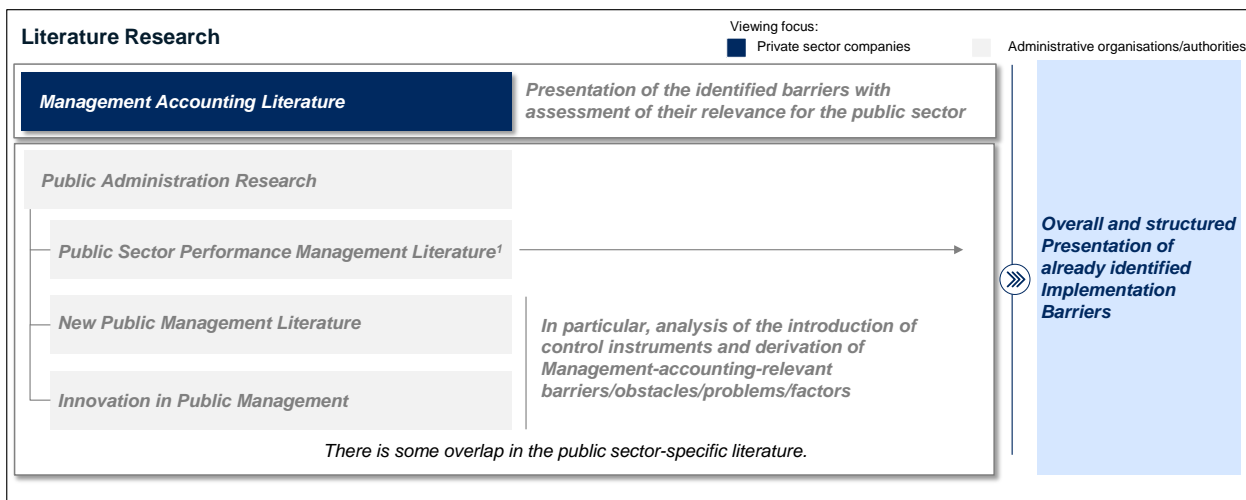 Literature Research
Viewing focus:
Private sector companies
Administrative organisations/authorities
Management Accounting Literature
Presentation of the identified barriers with
assessment of their relevance for the public sector
Public Administration Research
Public Sector Performance Management Literature¹
New Public Management Literature
Innovation in Public Management
In particular, analysis of the introduction of
control instruments and derivation of
Management-accounting-relevant
barriers/obstacles/problems/factors
There is some overlap in the public sector-specific literature.
Overall and structured
Presentation of
already identified
Implementation
Barriers